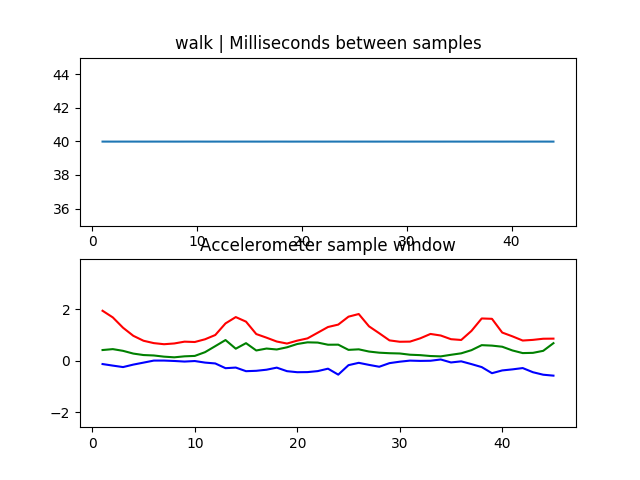 walk | Milliseconds between samples
44
42
40
38
36
0 10 20 30 40
Accelerometer sample window
2
0
−2
0 10 20 30 40